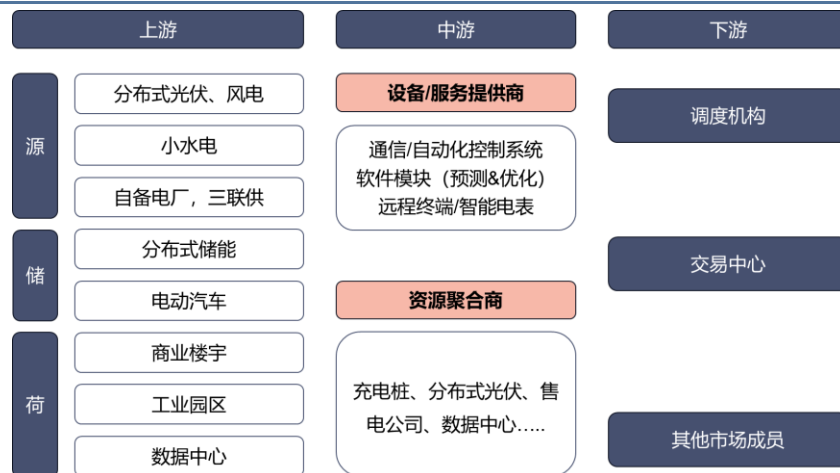 上游
源
分布式光伏、风电
小水电
自备电厂，三联供
储
分布式储能
电动汽车
荷
商业楼宇
工业园区
数据中心
中游
设备/服务提供商
通信/自动化控制系统
软件模块（预测&优化）
远程终端/智能电表
资源聚合商
充电桩、分布式光伏、售
电公司、数据中心…..
下游
调度机构
交易中心
其他市场成员